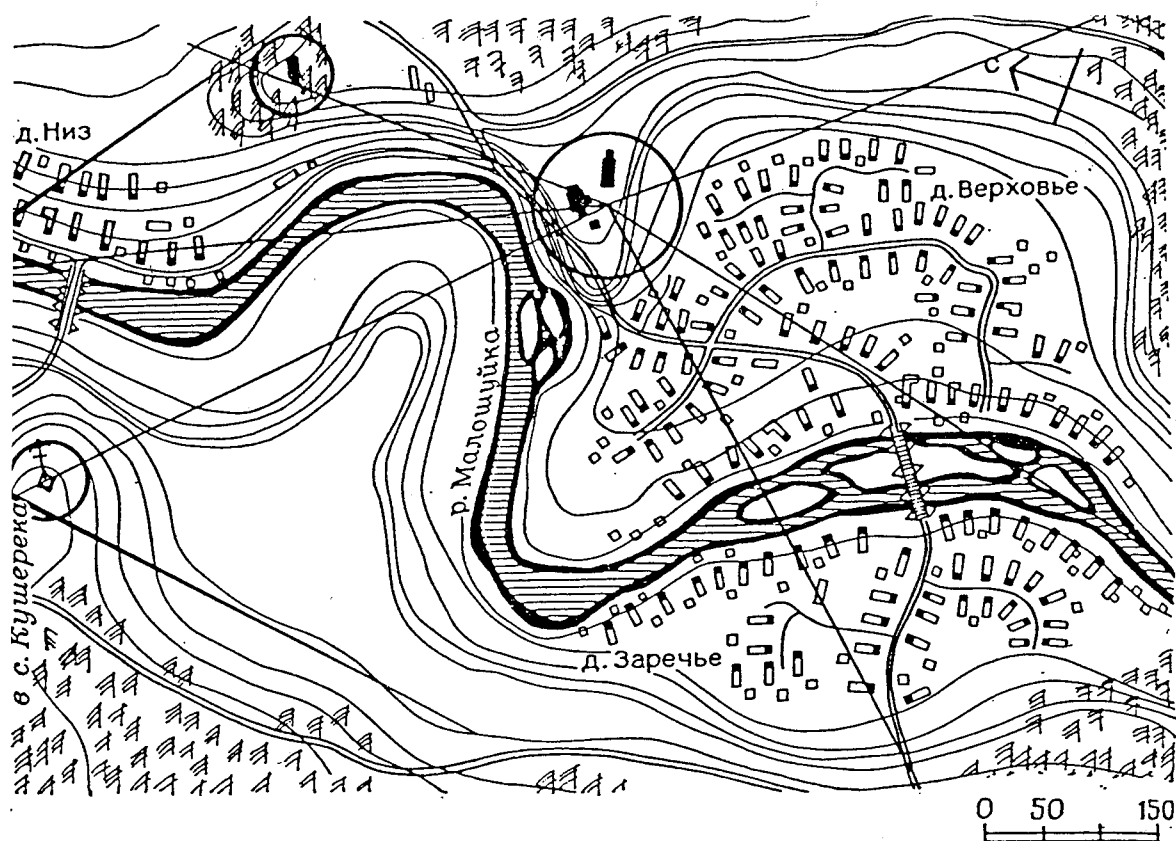 д. Низ
С
д. Верховье
р. Малошуйка
в с. Кушерека
д. Заречье
0 50 150